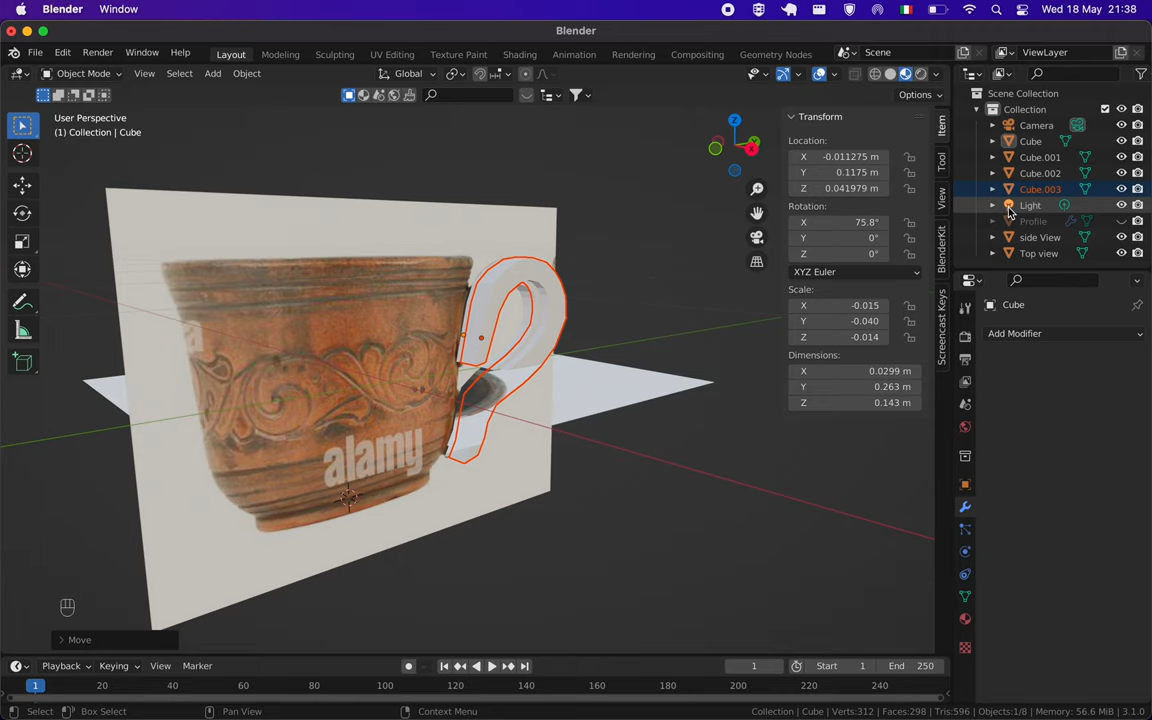 Blender Window Wed 18 May 21:38
Blender
File Edit Render Window Help Layout Modeling Sculpting UV Editing Texture Paint Shading Animation Rendering Compositing Geometry Nodes Scene ViewLayer
Object Mode View Select Add Object Global
Options
User Perspective
(1) Collection | Cube
Z
X
Transform
Location:
X -0.011275 m
Y 0.1175 m
Z 0.041979 m
Rotation:
X 75.8°
Y 0°
Z 0°
XYZ Euler
Scale:
X -0.015
Y -0.040
Z -0.014
Dimensions:
X 0.0299 m
Y 0.263 m
Z 0.143 m
Item
Tool
View
BlenderKit
Screencast Keys
Scene Collection
Collection
Camera
Cube
Cube.001
Cube.002
Cube.003
Light
Profile
side View
Top view
Cube
Add Modifier
a
alamy
Move
Playback Keying View Marker 1 Start 1 End 250
1 20 40 60 80 100 120 140 160 180 200 220 240
Select Box Select Pan View Context Menu Collection | Cube | Verts:312 | Faces:298 | Tris:596 | Objects:1/8 | Memory: 56.6 MiB | 3.1.0